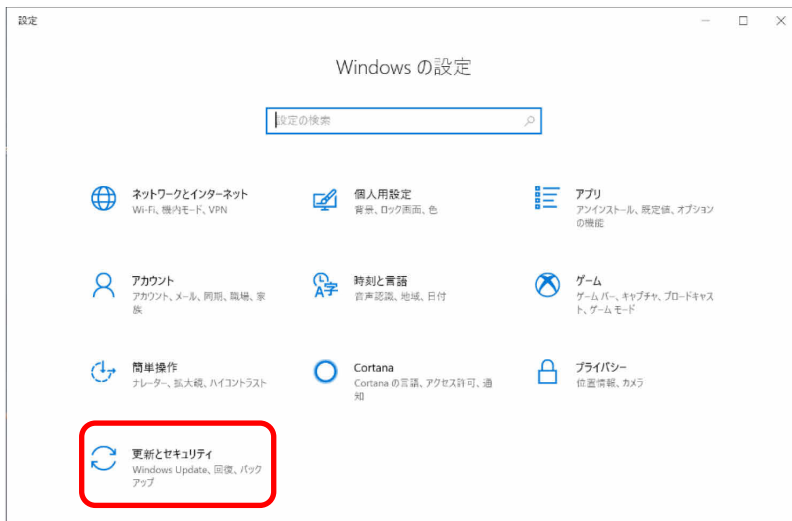 設定
Windows の設定
設定の検索
ネットワークとインターネット
Wi-Fi、機内モード、VPN
個人用設定
背景、ロック画面、色
アプリ
アンインストール、既定値、オプション
の機能
アカウント
アカウント、メール、同期、職場、家
族
時刻と言語
音声認識、地域、日付
ゲーム
ゲーム バー、キャプチャ、ブロードキャス
ト、ゲーム モード
簡単操作
ナレーター、拡大鏡、ハイコントラスト
Cortana
Cortana の言語、アクセス許可、通
知
プライバシー
位置情報、カメラ
更新とセキュリティ
Windows Update、回復、バック
アップ